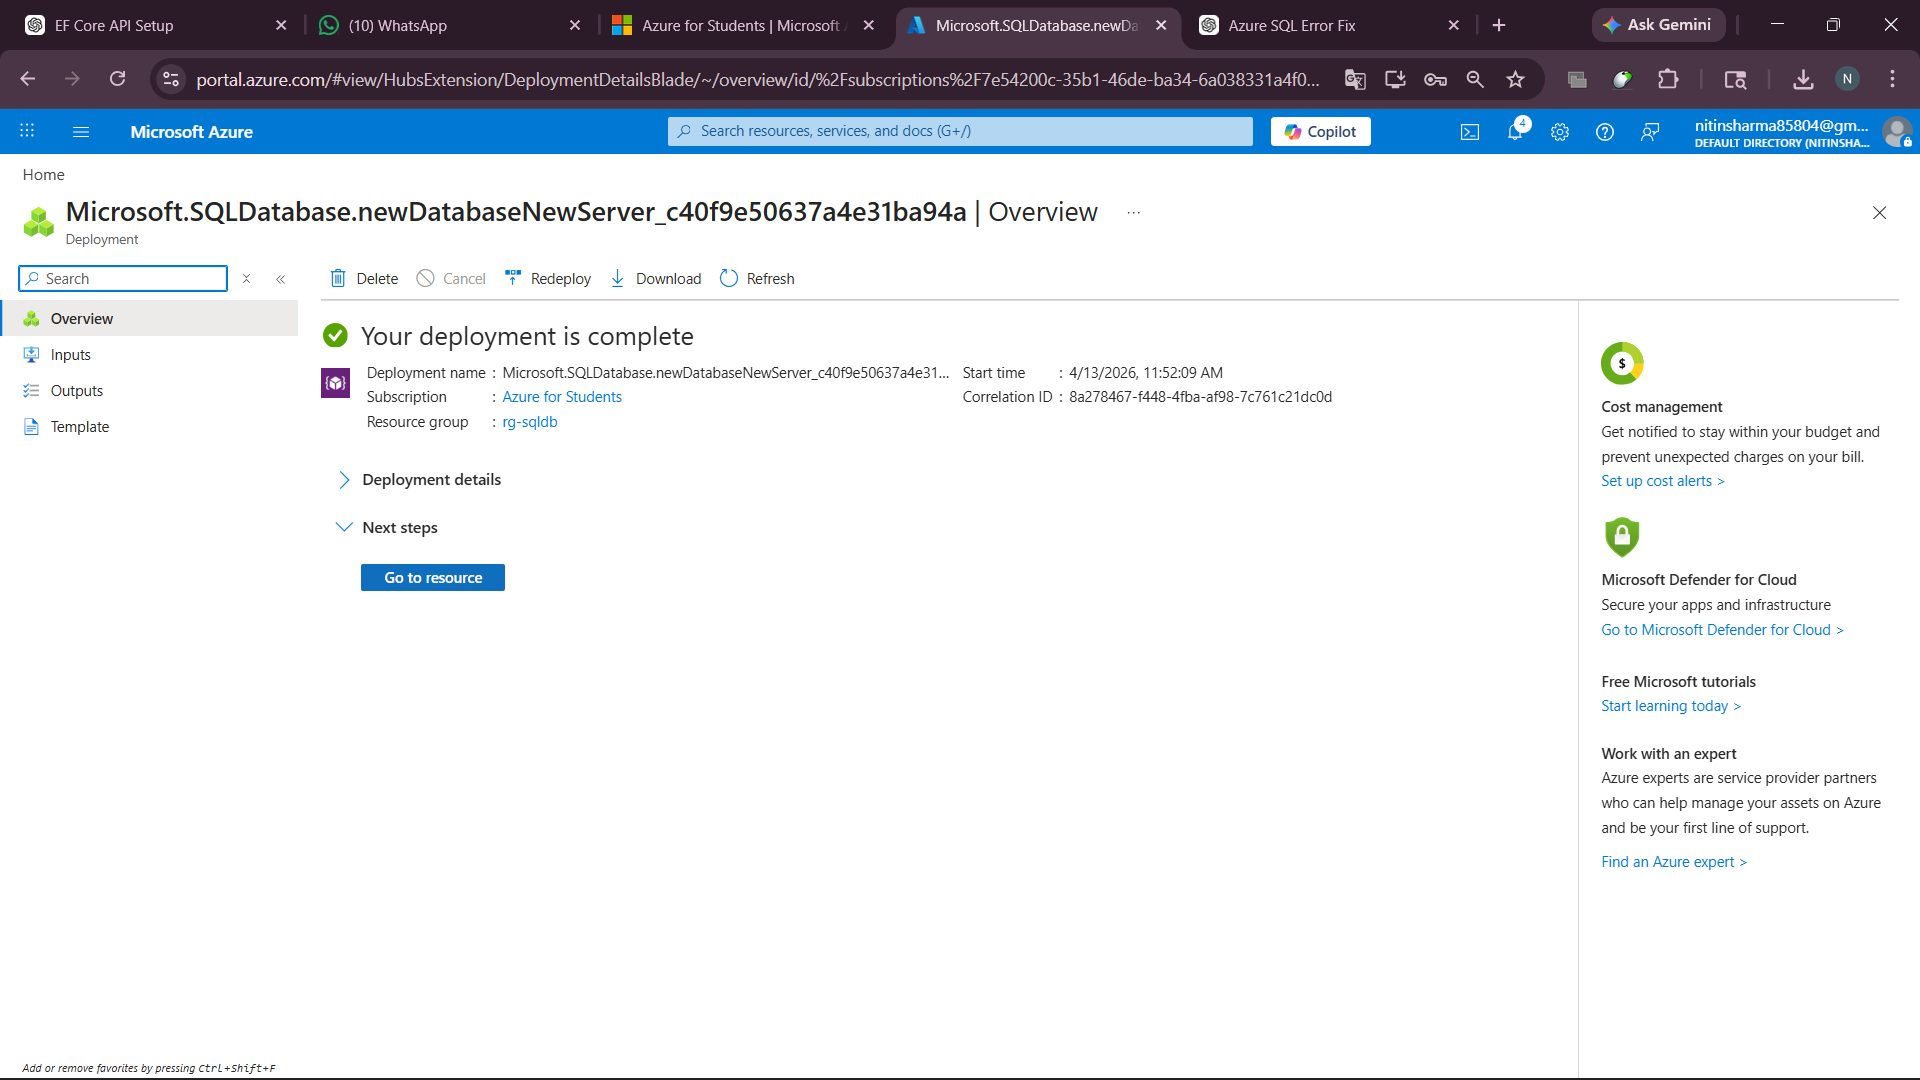 EF Core API Setup
(10) WhatsApp
Azure for Students | Microsoft
Microsoft.SQLDatabase.newDa
Azure SQL Error Fix
Ask Gemini
portal.azure.com/#view/HubsExtension/DeploymentDetailsBlade/~/overview/id/%2Fsubscriptions%2F7e54200c-35b1-46de-ba34-6a038331a4f0...
N
Microsoft Azure
Search resources, services, and docs (G+/)
Copilot
4
nitinsharma85804@gm...
DEFAULT DIRECTORY (NITINSHA...
Home
Microsoft.SQLDatabase.newDatabaseNewServer_c40f9e50637a4e31ba94a | Overview
Deployment
Search
Delete
Cancel
Redeploy
Download
Refresh
Overview
Inputs
Outputs
Template
Your deployment is complete
Deployment name : Microsoft.SQLDatabase.newDatabaseNewServer_c40f9e50637a4e31...
Subscription : Azure for Students
Resource group : rg-sqldb
Start time : 4/13/2026, 11:52:09 AM
Correlation ID : 8a278467-f448-4fba-af98-7c761c21dc0d
Deployment details
Next steps
Go to resource
$
Cost management
Get notified to stay within your budget and
prevent unexpected charges on your bill.
Set up cost alerts >
Microsoft Defender for Cloud
Secure your apps and infrastructure
Go to Microsoft Defender for Cloud >
Free Microsoft tutorials
Start learning today >
Work with an expert
Azure experts are service provider partners
who can help manage your assets on Azure
and be your first line of support.
Find an Azure expert >
Add or remove favorites by pressing Ctrl+Shift+F